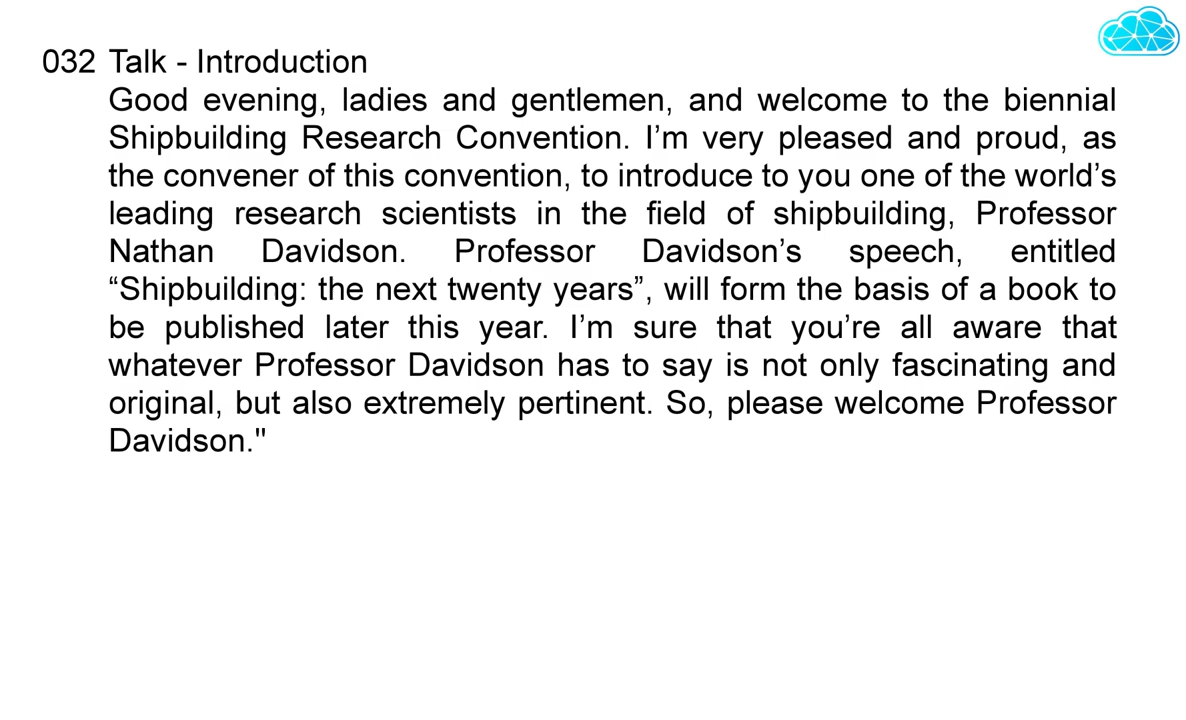 032 Talk - Introduction
Good evening, ladies and gentlemen, and welcome to the biennial
Shipbuilding Research Convention. I’m very pleased and proud, as
the convener of this convention, to introduce to you one of the world’s
leading research scientists in the field of shipbuilding, Professor
Nathan Davidson. Professor Davidson’s speech, entitled
“Shipbuilding: the next twenty years”, will form the basis of a book to
be published later this year. I’m sure that you’re all aware that
whatever Professor Davidson has to say is not only fascinating and
original, but also extremely pertinent. So, please welcome Professor
Davidson."